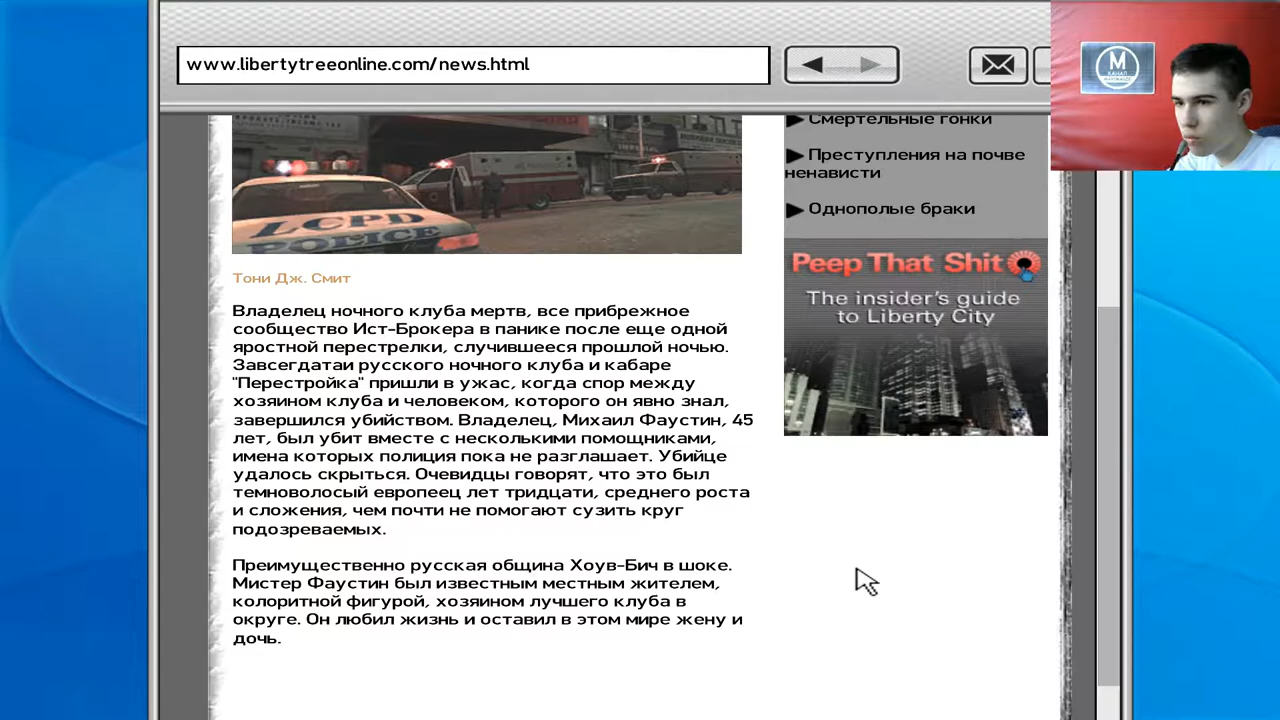 www.libertytreeonline.com/news.html
М
КАНАЛ
LCPD
POLICE
Тони Дж. Смит
Владелец ночного клуба мертв, все прибрежное
сообщество Ист-Брокера в панике после еще одной
яростной перестрелки, случившееся прошлой ночью.
Завсегдатаи русского ночного клуба и кабаре
"Перестройка" пришли в ужас, когда спор между
хозяином клуба и человеком, которого он явно знал,
завершился убийством. Владелец, Михаил Фаустин, 45
лет, был убит вместе с несколькими помощниками,
имена которых полиция пока не разглашает. Убийце
удалось скрыться. Очевидцы говорят, что это был
темноволосый европеец лет тридцати, среднего роста
и сложения, чем почти не помогают сузить круг
подозреваемых.
Преимущественно русская община Хоув-Бич в шоке.
Мистер Фаустин был известным местным жителем,
колоритной фигурой, хозяином лучшего клуба в
округе. Он любил жизнь и оставил в этом мире жену и
дочь.
Смертельные гонки
Преступления на почве
ненависти
Однополые браки
Peep That Shit
The insider's guide
to Liberty City